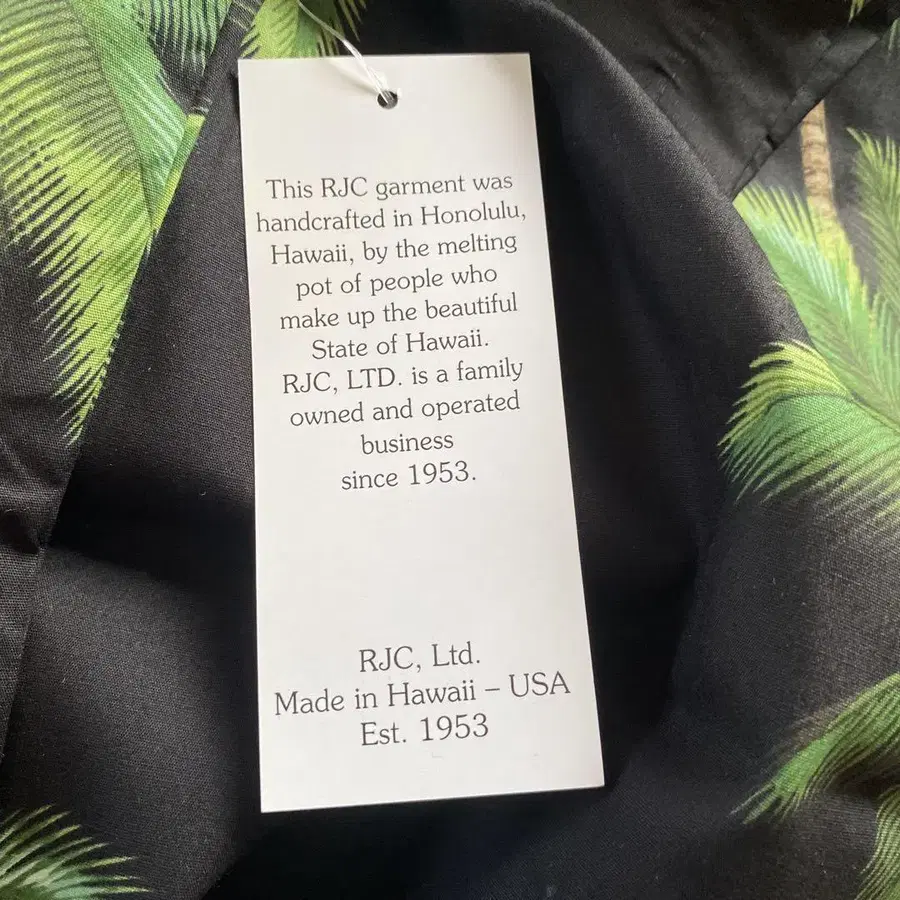 This RJC garment was
handcrafted in Honolulu,
Hawaii, by the melting
pot of people who
make up the beautiful
State of Hawaii.
RJC, LTD. is a family
owned and operated
business
since 1953.
RJC, Ltd.
Made in Hawaii – USA
Est. 1953